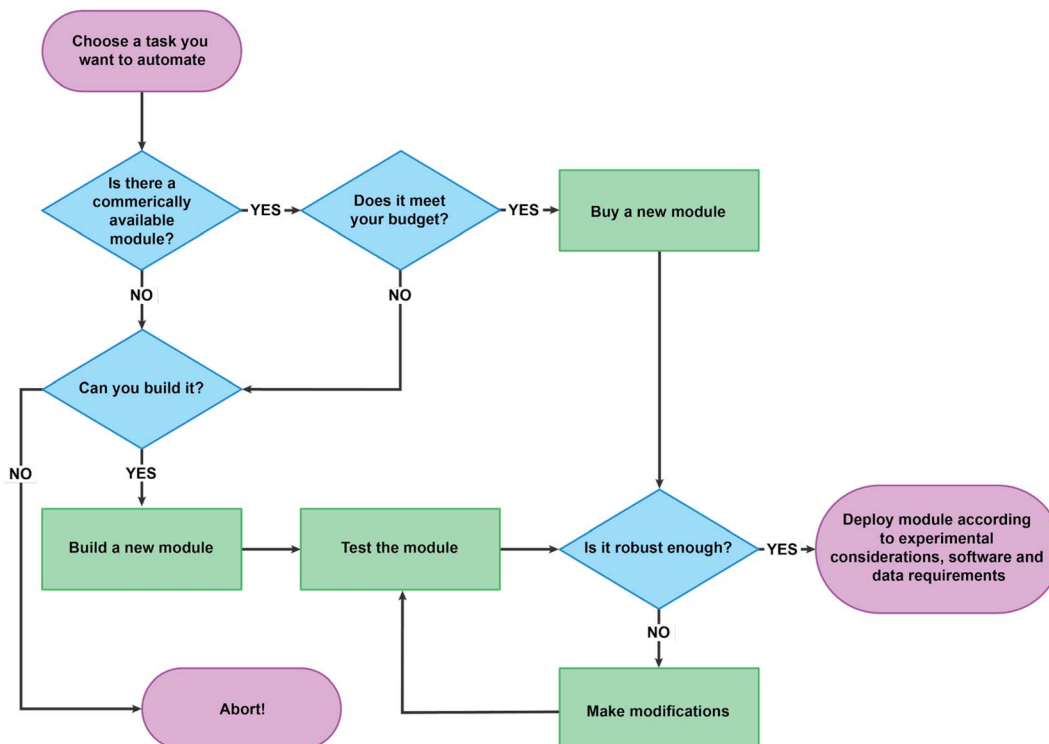 Choose a task you
want to automate
Is there a
commerically
available
module?
YES
Does it meet
your budget?
YES
Buy a new module
NO
NO
Can you build it?
NO
YES
Build a new module
Test the module
Is it robust enough?
YES
Deploy module according
to experimental
considerations, software and
data requirements
NO
Abort!
Make modifications